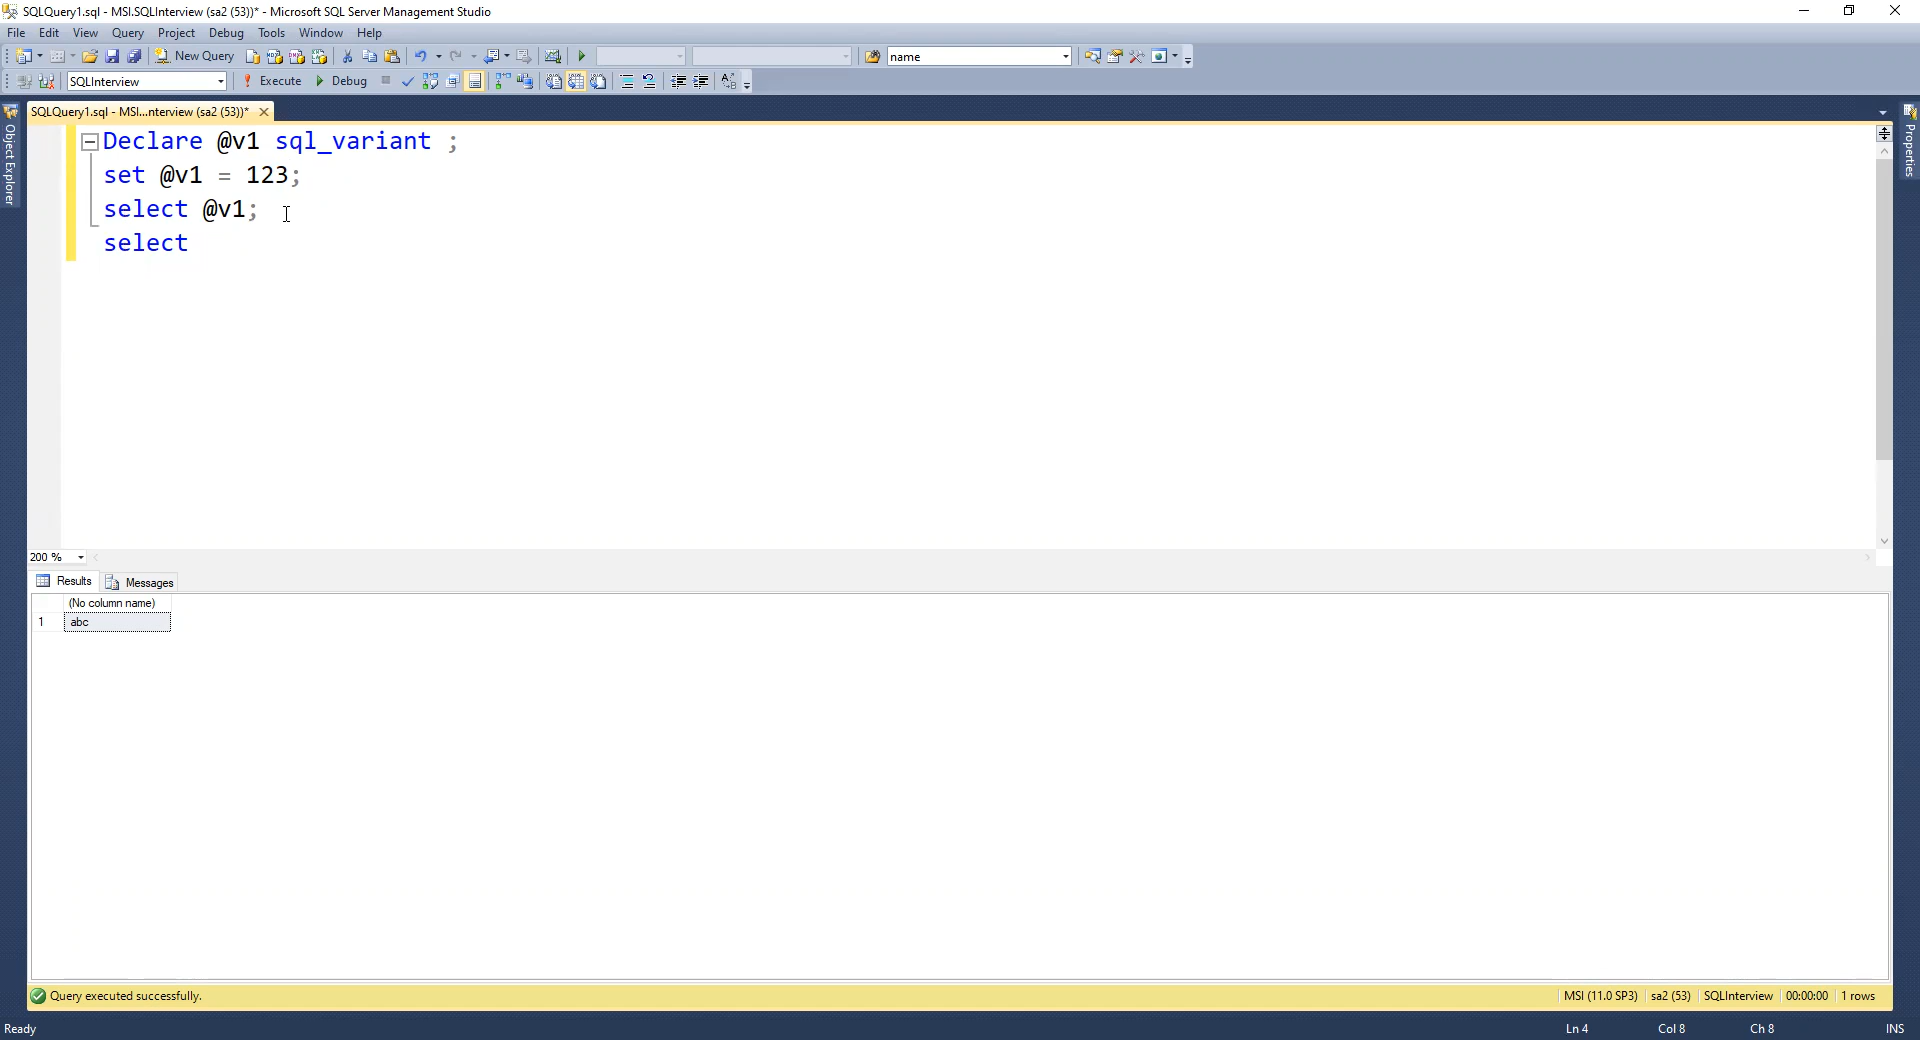 SQLQuery1.sql - MSI.SQLInterview (sa2 (53))* - Microsoft SQL Server Management Studio
File Edit View Query Project Debug Tools Window Help
New Query name
SQLInterview Execute Debug
SQLQuery1.sql - MSI...nterview (sa2 (53))*
Object Explorer
Properties
Declare @v1 sql_variant ;
set @v1 = 123;
select @v1;
select
200 %
Results Messages
(No column name)
1 abc
Query executed successfully. MSI (11.0 SP3) sa2 (53) SQLInterview 00:00:00 1 rows
Ready Ln 4 Col 8 Ch 8 INS